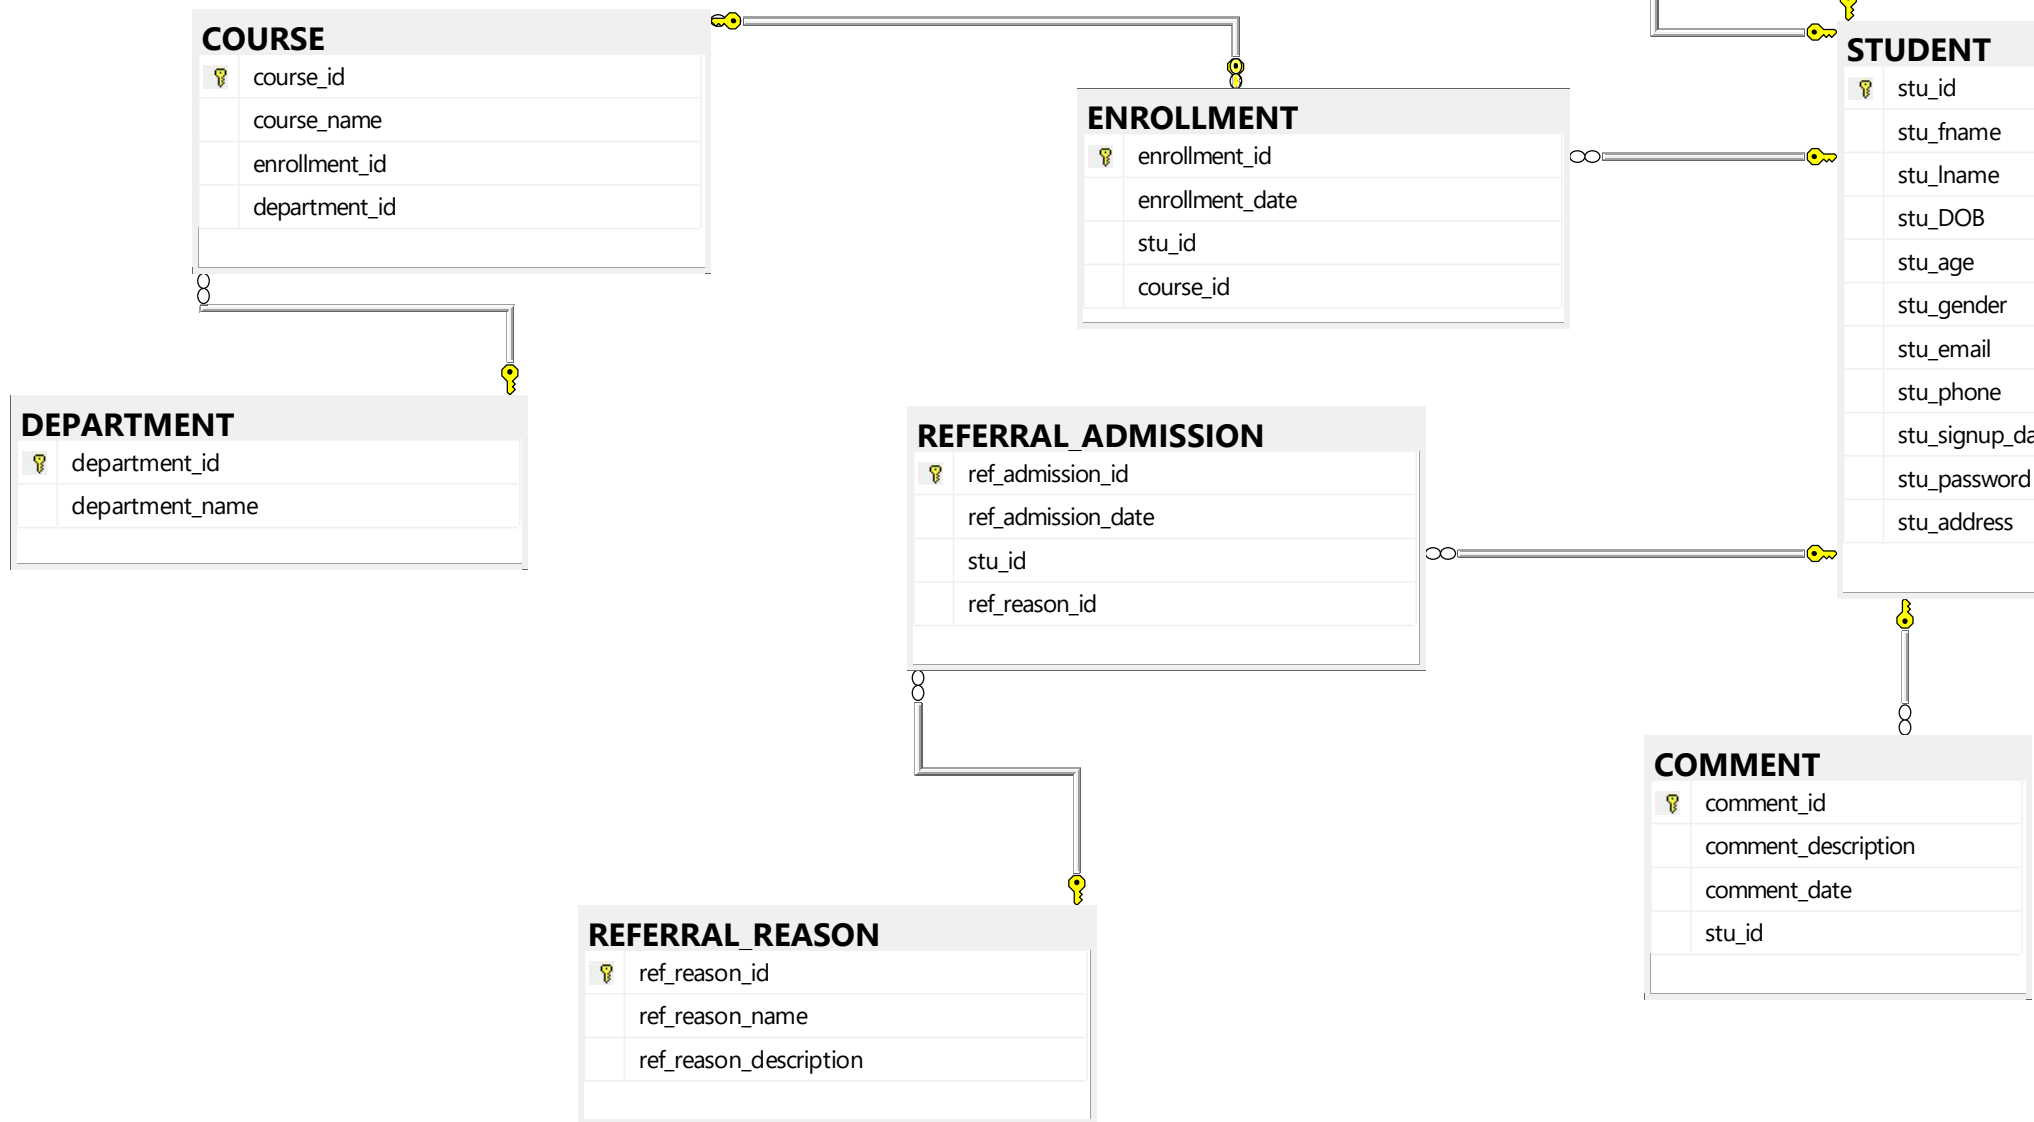 COURSE
course_id
course_name
enrollment_id
department_id
ENROLLMENT
enrollment_id
enrollment_date
stu_id
course_id
STUDENT
stu_id
stu_fname
stu_lname
stu_DOB
stu_age
stu_gender
stu_email
stu_phone
stu_signup_da
stu_password
stu_address
DEPARTMENT
department_id
department_name
REFERRAL_ADMISSION
ref_admission_id
ref_admission_date
stu_id
ref_reason_id
COMMENT
comment_id
comment_description
comment_date
stu_id
REFERRAL_REASON
ref_reason_id
ref_reason_name
ref_reason_description